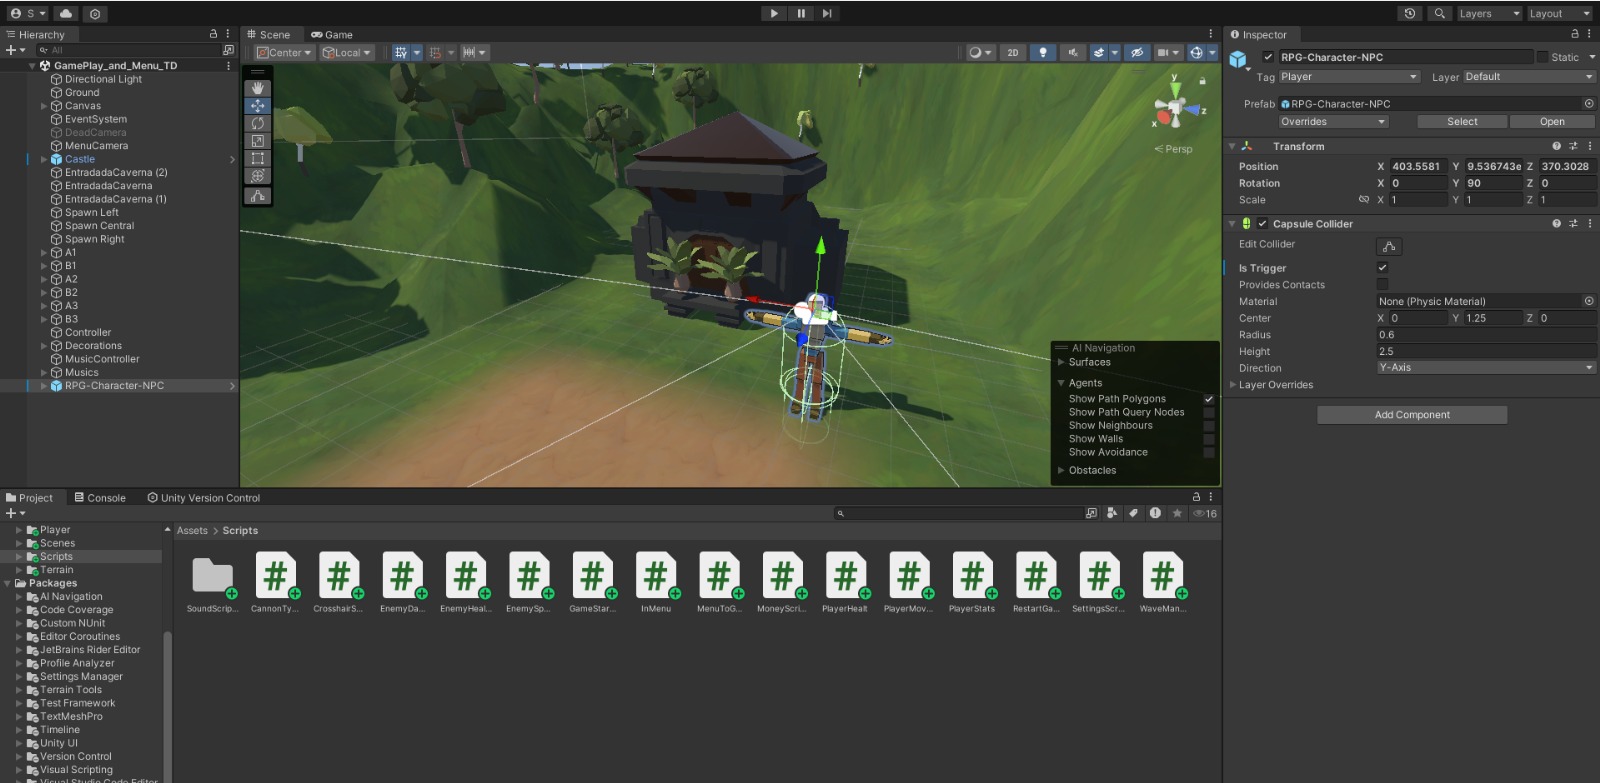 S
Layers
Layout
Hierarchy
All
GamePlay_and_Menu_TD
Directional Light
Ground
Canvas
EventSystem
DeadCamera
MenuCamera
Castle
EntradadaCaverna (2)
EntradadaCaverna
EntradadaCaverna (1)
Spawn Left
Spawn Central
Spawn Right
A1
B1
A2
B2
A3
B3
Controller
Decorations
MusicController
Musics
RPG-Character-NPC
Scene
Game
Center
Local
2D
y
z
x
Persp
AI Navigation
Surfaces
Agents
Show Path Polygons
Show Path Query Nodes
Show Neighbours
Show Walls
Show Avoidance
Obstacles
Inspector
RPG-Character-NPC
Static
Tag Player Layer Default
Prefab RPG-Character-NPC
Overrides Select Open
Transform
Position X 403.5581 Y 9.536743e Z 370.3028
Rotation X 0 Y 90 Z 0
Scale X 1 Y 1 Z 1
Capsule Collider
Edit Collider
Is Trigger
Provides Contacts
Material None (Physic Material)
Center X 0 Y 1.25 Z 0
Radius 0.6
Height 2.5
Direction Y-Axis
Layer Overrides
Add Component
Project
Console
Unity Version Control
16
Player
Scenes
Scripts
Terrain
Packages
AI Navigation
Code Coverage
Custom NUnit
Editor Coroutines
JetBrains Rider Editor
Profile Analyzer
Settings Manager
Terrain Tools
Test Framework
TextMeshPro
Timeline
Unity UI
Version Control
Visual Scripting
Visual Studio Code Editor
Assets > Scripts
SoundScrip... CannonTy... CrosshairS... EnemyDa... EnemyHeal... EnemySp... GameStar... InMenu MenuToG... MoneyScri... PlayerHealt PlayerMov... PlayerStats RestartGa... SettingsScr... WaveMan...